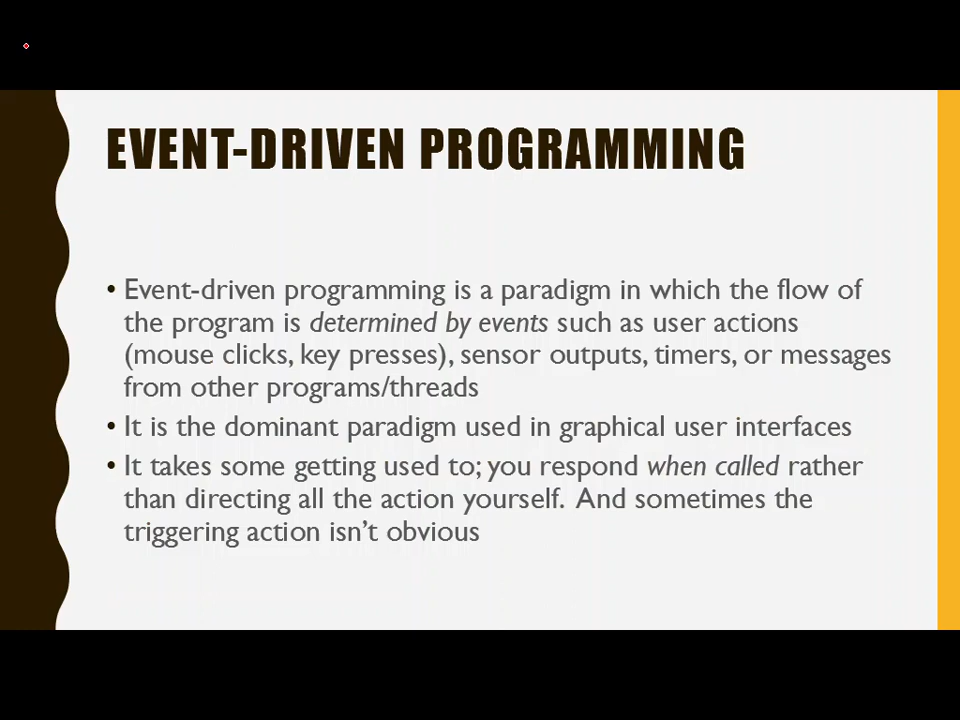 EVENT-DRIVEN PROGRAMMING
• Event-driven programming is a paradigm in which the flow of
the program is determined by events such as user actions
(mouse clicks, key presses), sensor outputs, timers, or messages
from other programs/threads
• It is the dominant paradigm used in graphical user interfaces
• It takes some getting used to; you respond when called rather
than directing all the action yourself.  And sometimes the
triggering action isn't obvious